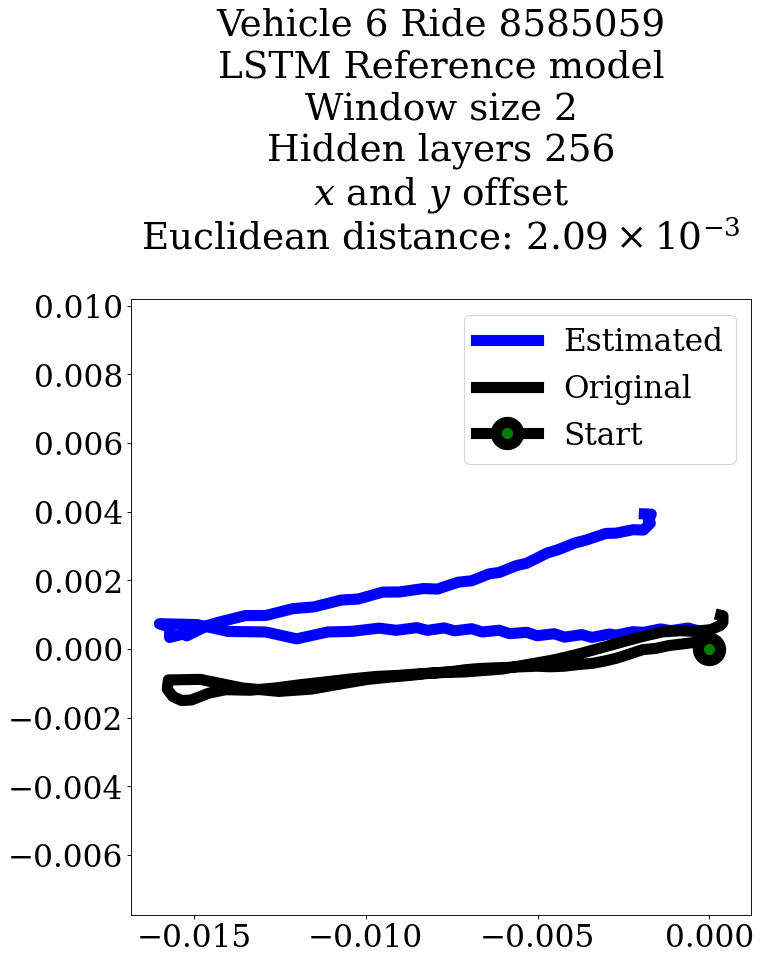 Vehicle 6 Ride 8585059
LSTM Reference model
Window size 2
Hidden layers 256
x and y offset
Euclidean distance: 2.09 × 10⁻³
Estimated
Original
Start
0.010
0.008
0.006
0.004
0.002
0.000
−0.002
−0.004
−0.006
−0.015 −0.010 −0.005 0.000